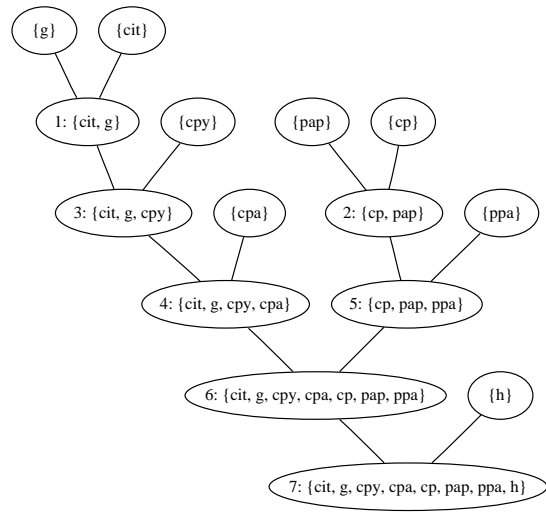 {g}
{cit}
1: {cit, g}
{cpy}
{pap}
{cp}
3: {cit, g, cpy}
{cpa}
2: {cp, pap}
{ppa}
4: {cit, g, cpy, cpa}
5: {cp, pap, ppa}
6: {cit, g, cpy, cpa, cp, pap, ppa}
{h}
7: {cit, g, cpy, cpa, cp, pap, ppa, h}